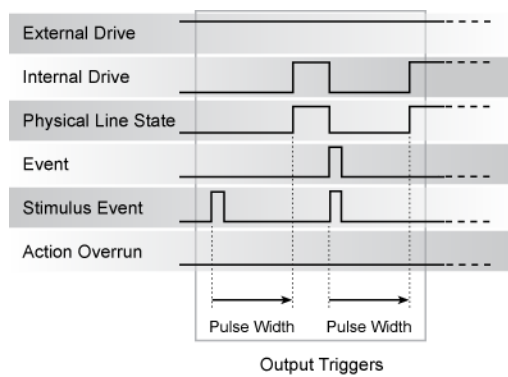 External Drive
Internal Drive
Physical Line State
Event
Stimulus Event
Action Overrun
Pulse Width Pulse Width
Output Triggers